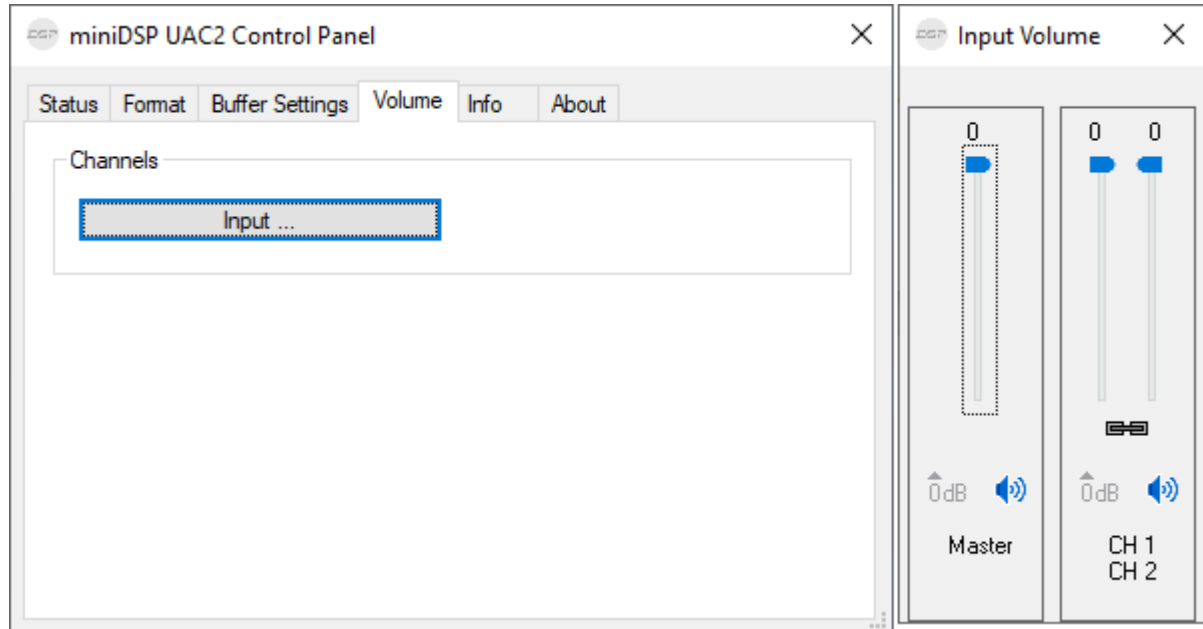 miniDSP UAC2 Control Panel
Status Format Buffer Settings Volume Info About
Channels
Input ...
Input Volume
0 0 0
0dB 0dB
Master
CH 1
CH 2